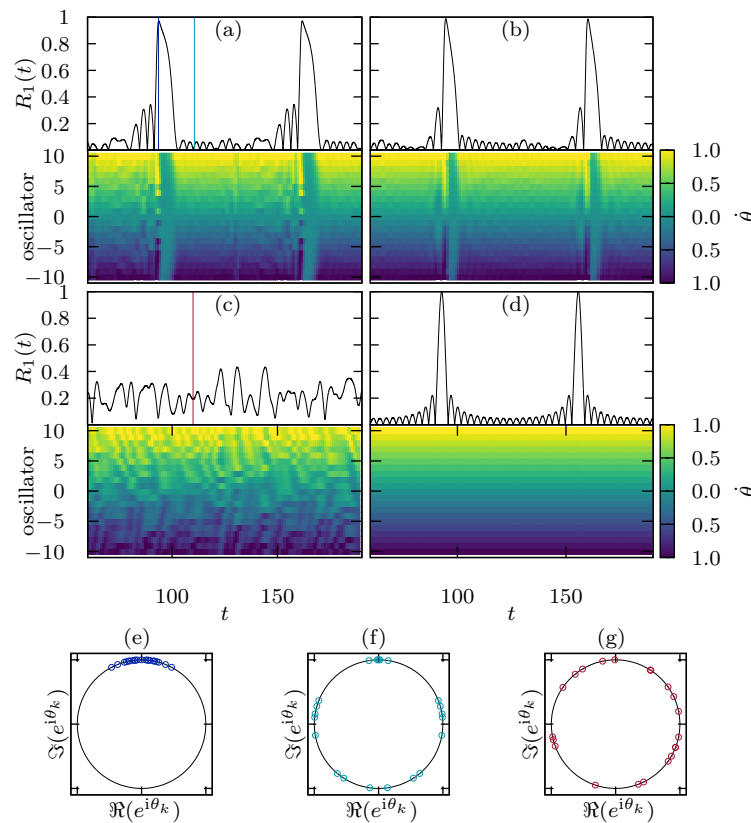 1
0.8
0.6
0.4
0.2
R₁(t)
(a)
(b)
10
5
0
−5
−10
oscillator
1.0
0.5
0.0
0.5
1.0
θ̇
1
0.8
0.6
0.4
0.2
R₁(t)
(c)
(d)
10
5
0
−5
−10
oscillator
1.0
0.5
0.0
0.5
1.0
θ̇
100 150 100 150
t t
(e) (f) (g)
ℑ(e^{iθ_k}) ℑ(e^{iθ_k}) ℑ(e^{iθ_k})
ℜ(e^{iθ_k}) ℜ(e^{iθ_k}) ℜ(e^{iθ_k})